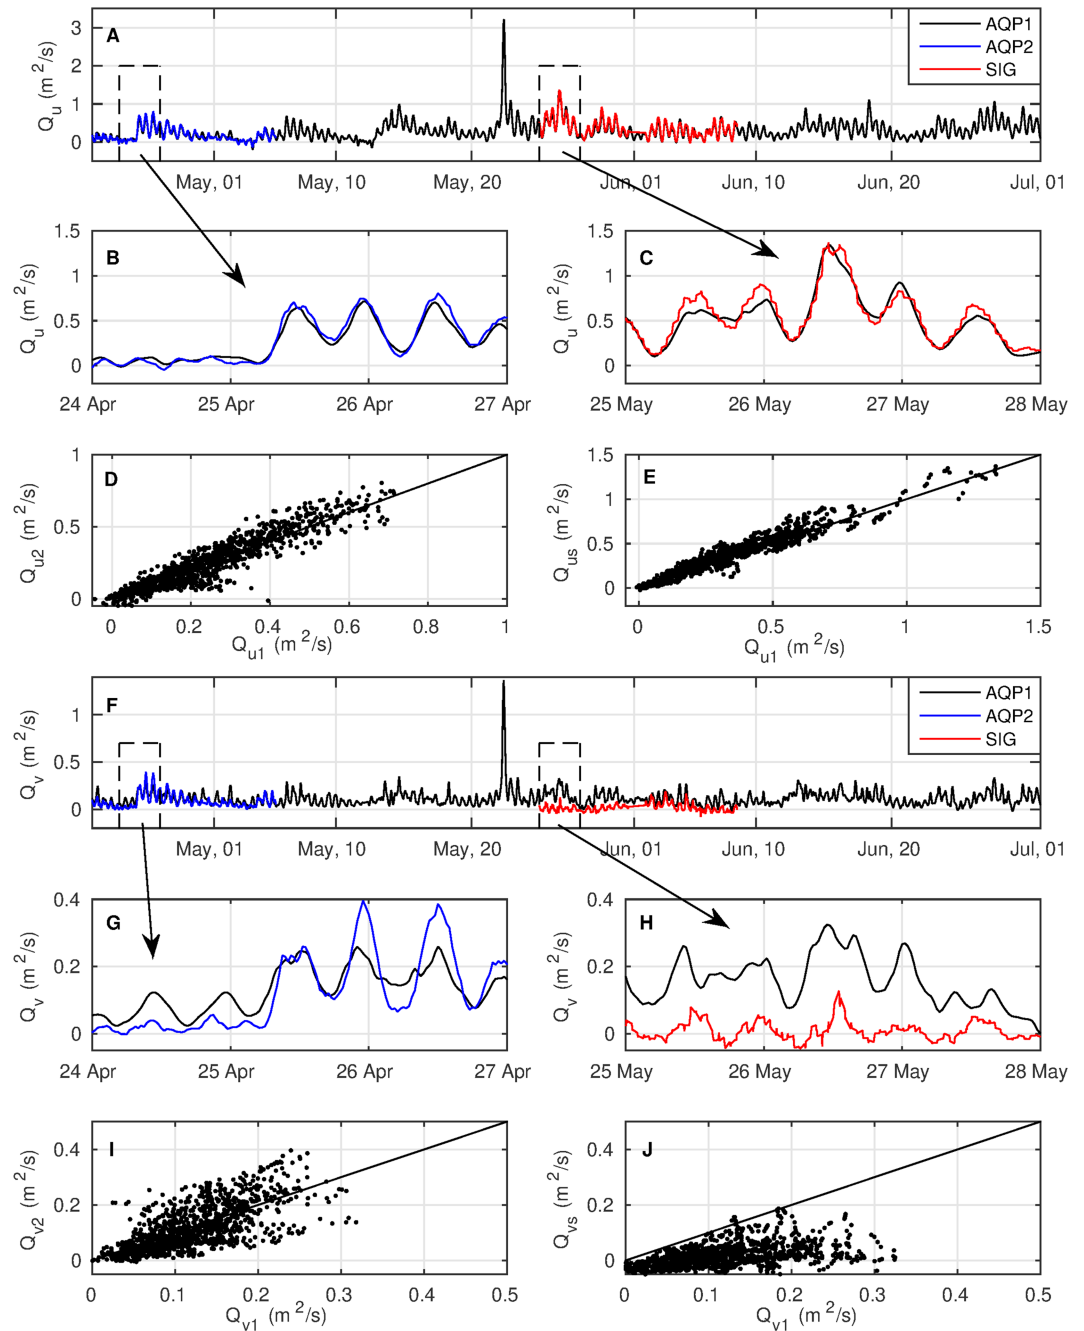 A
AQP1
AQP2
SIG
Q_u (m^2/s)
3
2
1
0
May, 01 May, 10 May, 20 Jun, 01 Jun, 10 Jun, 20 Jul, 01
B
Q_u (m^2/s)
1.5
1
0.5
0
24 Apr 25 Apr 26 Apr 27 Apr
C
Q_u (m^2/s)
1.5
1
0.5
0
25 May 26 May 27 May 28 May
D
Q_u2 (m^2/s)
1
0.5
0
0 0.2 0.4 0.6 0.8 1
Q_u1 (m^2/s)
E
Q_us (m^2/s)
1.5
1
0.5
0
0 0.5 1 1.5
Q_u1 (m^2/s)
F
AQP1
AQP2
SIG
Q_v (m^2/s)
1
0.5
0
May, 01 May, 10 May, 20 Jun, 01 Jun, 10 Jun, 20 Jul, 01
G
Q_v (m^2/s)
0.4
0.2
0
24 Apr 25 Apr 26 Apr 27 Apr
H
Q_v (m^2/s)
0.4
0.2
0
25 May 26 May 27 May 28 May
I
Q_v2 (m^2/s)
0.4
0.2
0
0 0.1 0.2 0.3 0.4 0.5
Q_v1 (m^2/s)
J
Q_vs (m^2/s)
0.4
0.2
0
0 0.1 0.2 0.3 0.4 0.5
Q_v1 (m^2/s)